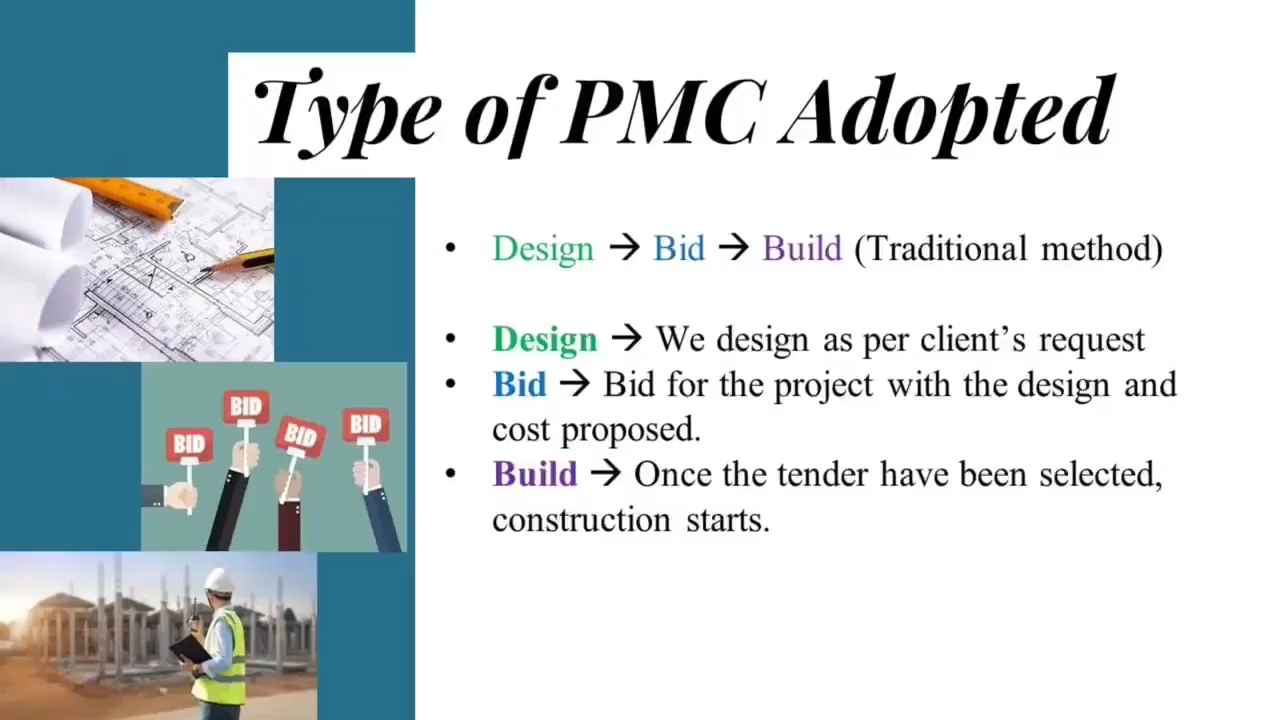 Type of PMC Adopted
• Design → Bid → Build (Traditional method)
• Design → We design as per client’s request
• Bid → Bid for the project with the design and
cost proposed.
• Build → Once the tender have been selected,
construction starts.
BID
BID
BID
BID